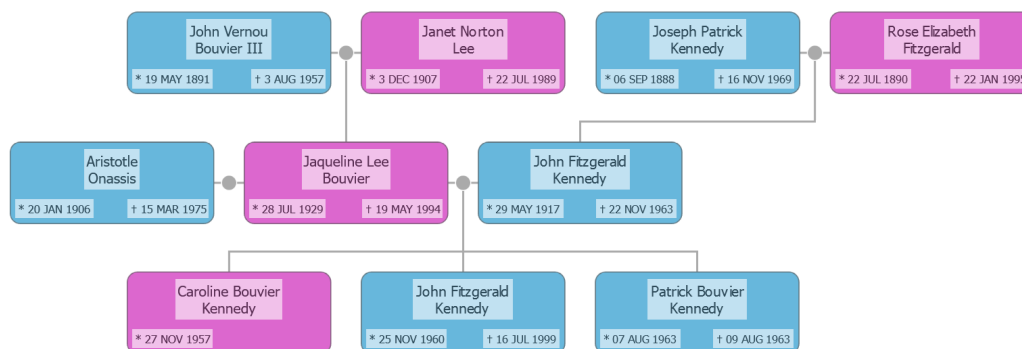 John Vernou
Bouvier III
* 19 MAY 1891
† 3 AUG 1957
Janet Norton
Lee
* 3 DEC 1907
† 22 JUL 1989
Joseph Patrick
Kennedy
* 06 SEP 1888
† 16 NOV 1969
Rose Elizabeth
Fitzgerald
* 22 JUL 1890
† 22 JAN 1995
Aristotle
Onassis
* 20 JAN 1906
† 15 MAR 1975
Jaqueline Lee
Bouvier
* 28 JUL 1929
† 19 MAY 1994
John Fitzgerald
Kennedy
* 29 MAY 1917
† 22 NOV 1963
Caroline Bouvier
Kennedy
* 27 NOV 1957
John Fitzgerald
Kennedy
* 25 NOV 1960
† 16 JUL 1999
Patrick Bouvier
Kennedy
* 07 AUG 1963
† 09 AUG 1963